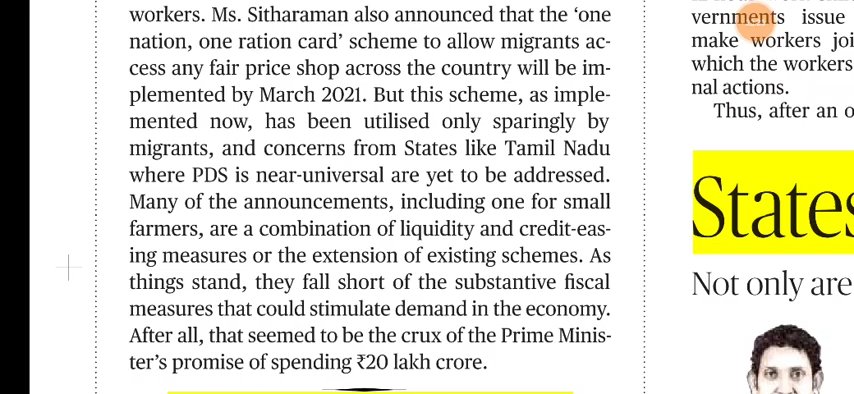 workers. Ms. Sitharaman also announced that the ‘one
nation, one ration card’ scheme to allow migrants ac-
cess any fair price shop across the country will be im-
plemented by March 2021. But this scheme, as imple-
mented now, has been utilised only sparingly by
migrants, and concerns from States like Tamil Nadu
where PDS is near-universal are yet to be addressed.
Many of the announcements, including one for small
farmers, are a combination of liquidity and credit-eas-
ing measures or the extension of existing schemes. As
things stand, they fall short of the substantive fiscal
measures that could stimulate demand in the economy.
After all, that seemed to be the crux of the Prime Minis-
ter’s promise of spending ₹20 lakh crore.
vernments issue
make workers joi
which the workers
nal actions.
Thus, after an o
States
Not only are